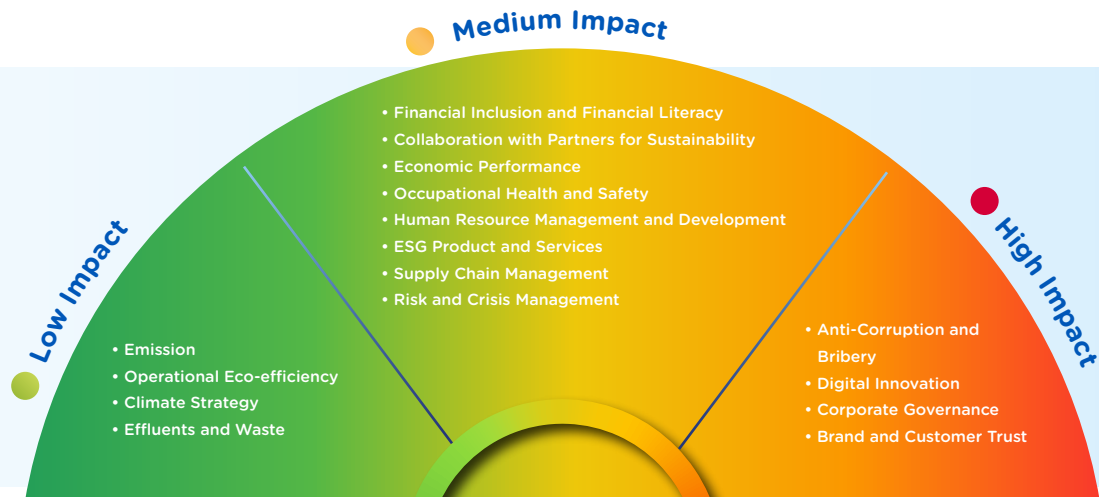 Medium Impact
• Financial Inclusion and Financial Literacy
• Collaboration with Partners for Sustainability
• Economic Performance
• Occupational Health and Safety
• Human Resource Management and Development
• ESG Product and Services
• Supply Chain Management
• Risk and Crisis Management
Low Impact
• Emission
• Operational Eco-efficiency
• Climate Strategy
• Effluents and Waste
High Impact
• Anti-Corruption and
Bribery
• Digital Innovation
• Corporate Governance
• Brand and Customer Trust